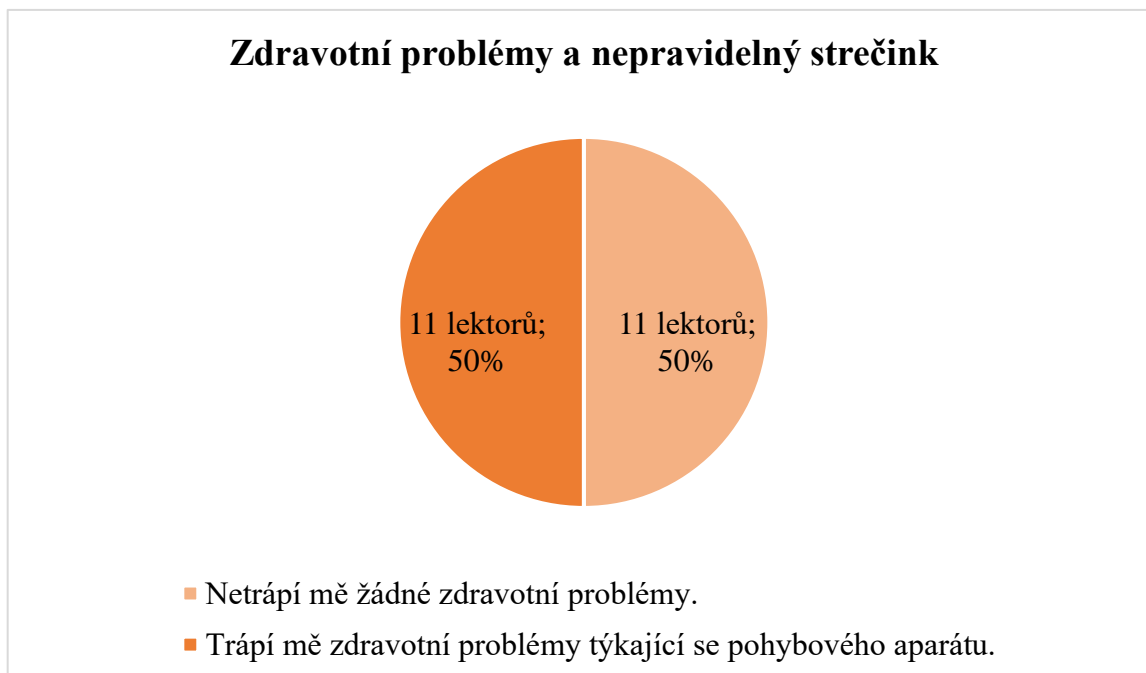 Zdravotní problémy a nepravidelný strečink
11 lektorů;
50%
11 lektorů;
50%
Netrápí mě žádné zdravotní problémy.
Trápí mě zdravotní problémy týkající se pohybového aparátu.